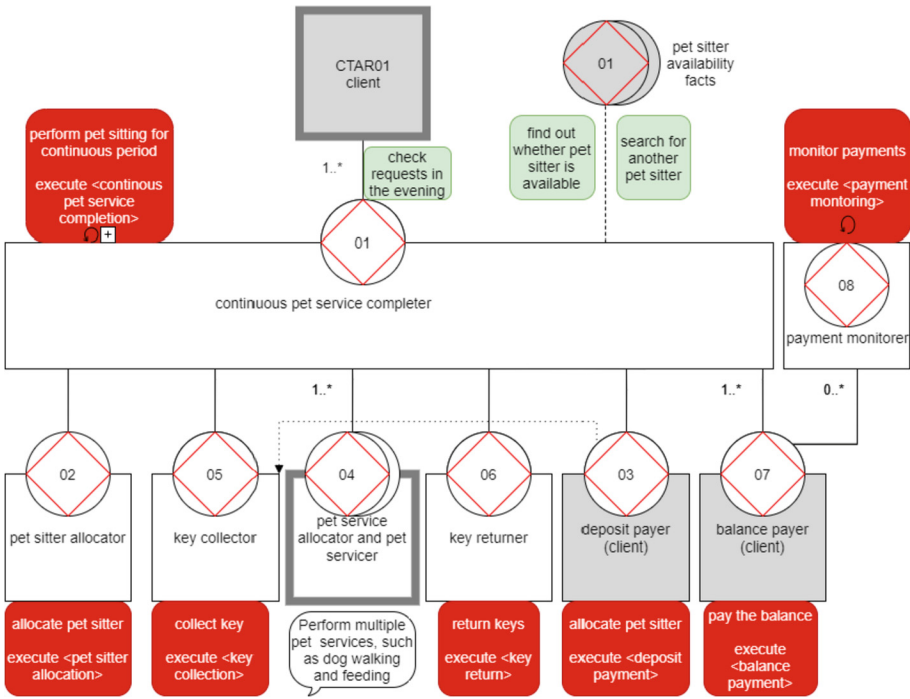 CTAR01
client
01
pet sitter
availability
facts
perform pet sitting for
continuous period
execute <continous
pet service
completion>
+
1..*
check
requests in
the evening
find out
whether pet
sitter is
available
search for
another
pet sitter
monitor payments
execute <payment
montoring>
01
continuous pet service completer
08
payment monitorer
1..*
1..*
0..*
02
pet sitter allocator
05
key collector
04
pet service
allocator and pet
servicer
06
key returner
03
deposit payer
(client)
07
balance payer
(client)
allocate pet sitter
execute <pet sitter
allocation>
collect key
execute <key
collection>
Perform multiple
pet services, such
as dog walking
and feeding
return keys
execute <key
return>
allocate pet sitter
execute <deposit
payment>
pay the balance
execute
<balance
payment>